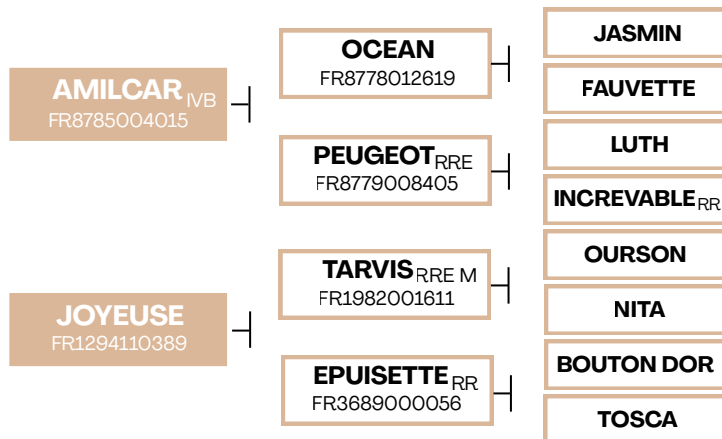 AMILCAR IVB
FR8785004015
OCEAN
FR8778012619
JASMIN
FAUVETTE
PEUGEOT RRE
FR8779008405
LUTH
INCREVABLE RR
JOYEUSE
FR1294110389
TARVIS RRE M
FR1982001611
OURSON
NITA
EPUISETTE RR
FR3689000056
BOUTON DOR
TOSCA